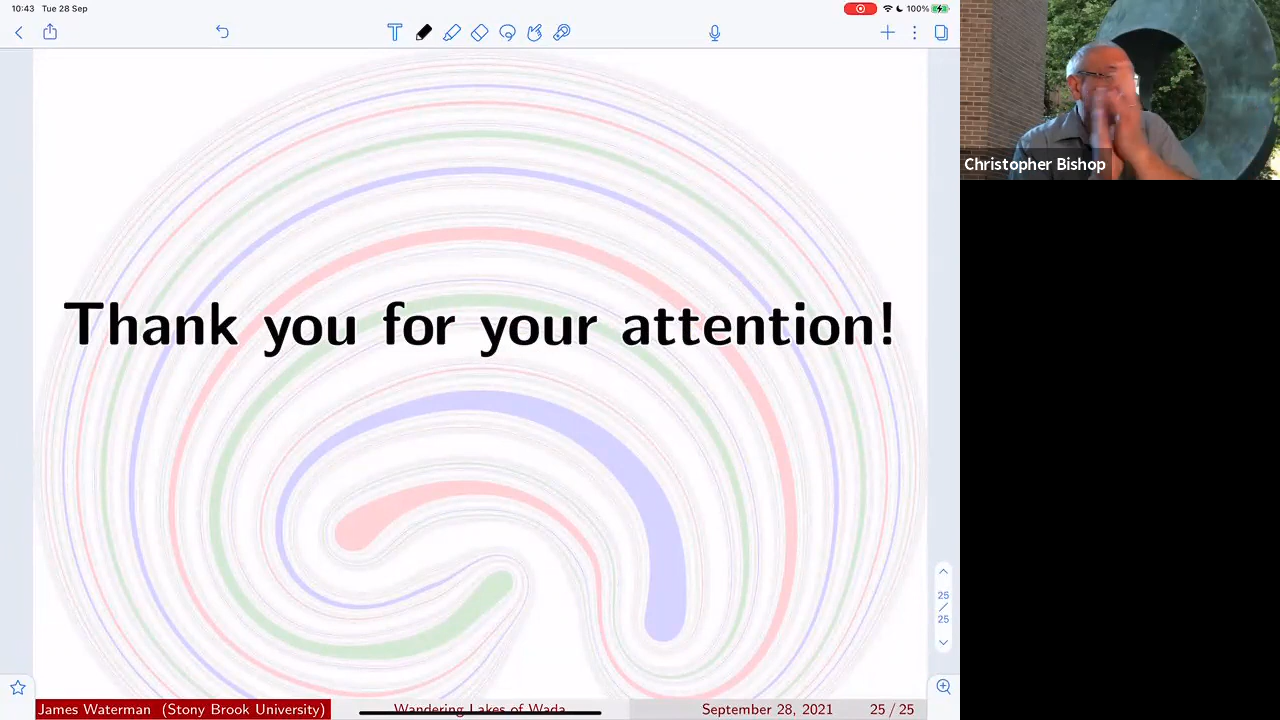 10:43 Tue 28 Sep
100%
Christopher Bishop
Thank you for your attention!
25
/
25
James Waterman (Stony Brook University)
Wandering Lakes of Wada
September 28, 2021
25 / 25